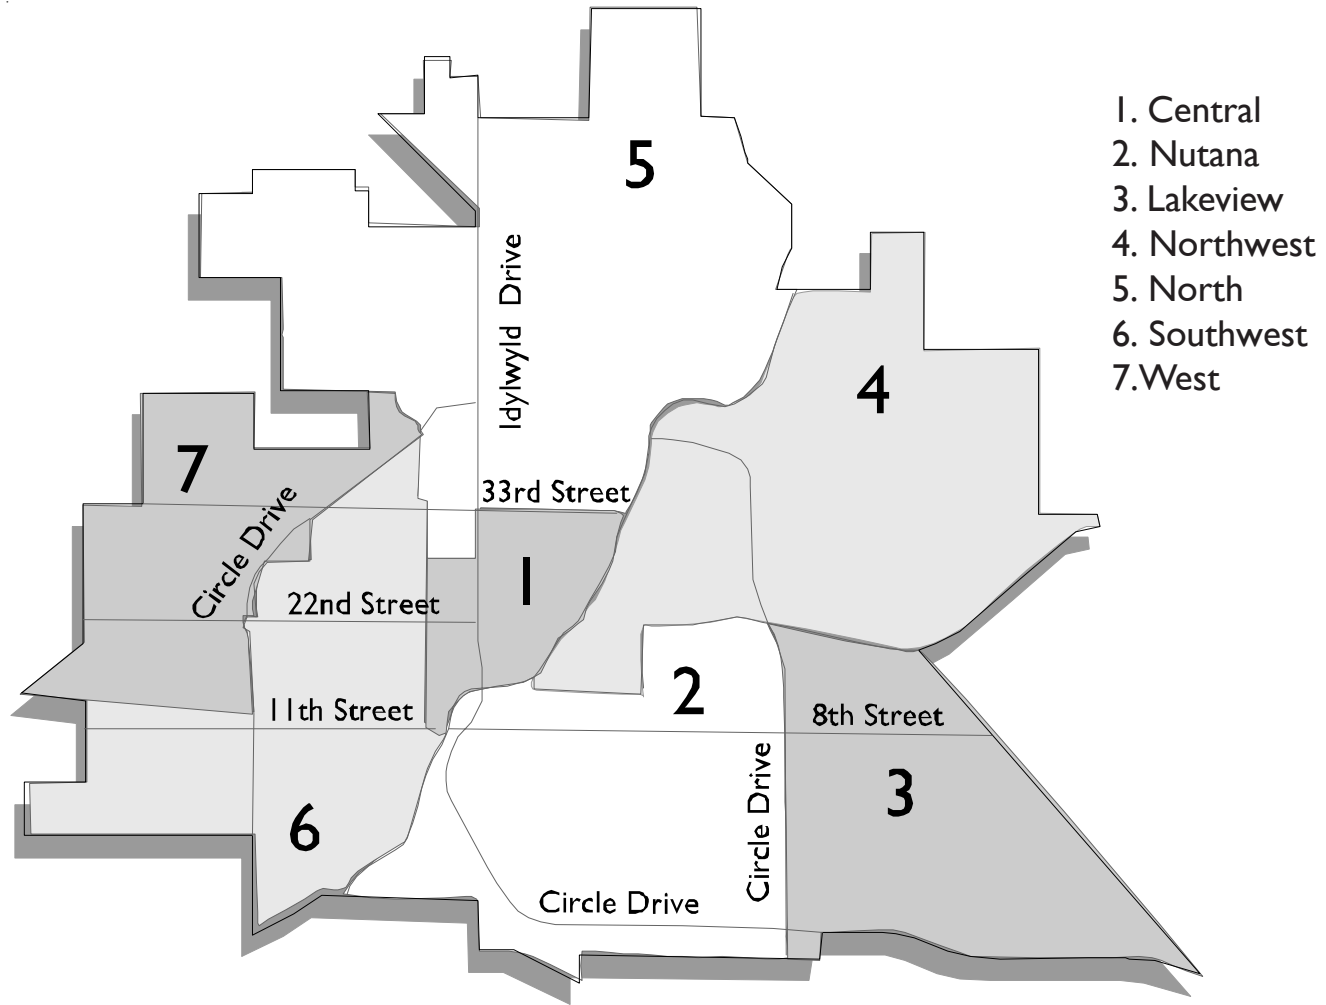 1. Central
2. Nutana
3. Lakeview
4. Northwest
5. North
6. Southwest
7.West
5
Idylwyld Drive
4
7
33rd Street
Circle Drive
1
22nd Street
2
11th Street
8th Street
Circle Drive
3
6
Circle Drive